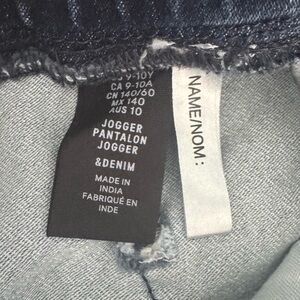 9-10Y
CA 9-10A
CN 140/60
MX 140
AUS 10
JOGGER
PANTALON
JOGGER
&DENIM
MADE IN
INDIA
FABRIQUÉ EN
INDE
NAME/NOM: